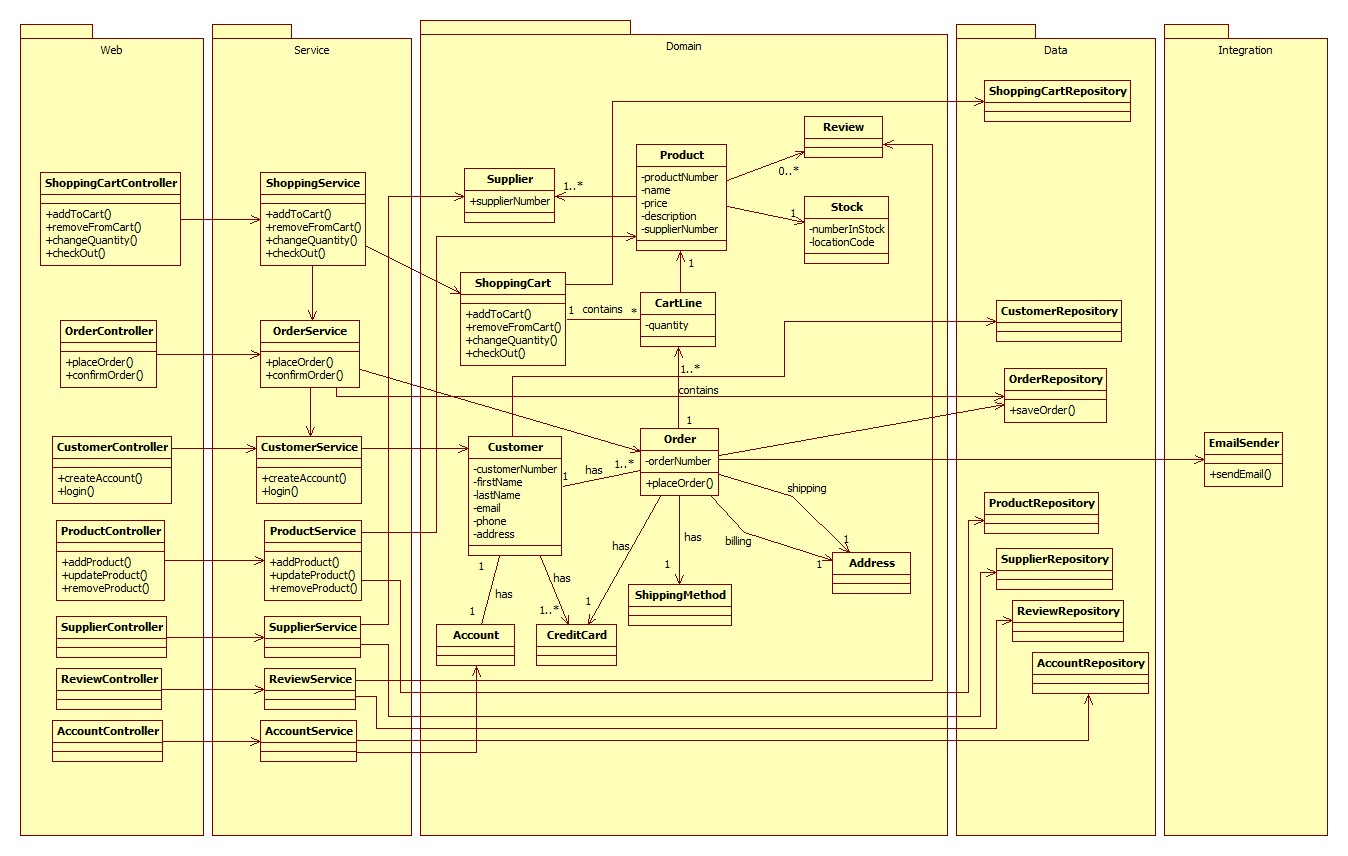 Web
Service
Domain
Data
Integration
ShoppingCartController
+addToCart()
+removeFromCart()
+changeQuantity()
+checkOut()
OrderController
+placeOrder()
+confirmOrder()
CustomerController
+createAccount()
+login()
ProductController
+addProduct()
+updateProduct()
+removeProduct()
SupplierController
ReviewController
AccountController
ShoppingService
+addToCart()
+removeFromCart()
+changeQuantity()
+checkOut()
OrderService
+placeOrder()
+confirmOrder()
CustomerService
+createAccount()
+login()
ProductService
+addProduct()
+updateProduct()
+removeProduct()
SupplierService
ReviewService
AccountService
Supplier
+supplierNumber
1..*
Product
-productNumber
-name
-price
-description
-supplierNumber
Review
0..*
Stock
-numberInStock
-locationCode
1
1
ShoppingCart
+addToCart()
+removeFromCart()
+changeQuantity()
+checkOut()
1 contains *
CartLine
-quantity
1..*
contains
1
Customer
-customerNumber
-firstName
-lastName
-email
-phone
-address
1 has 1..*
Order
-orderNumber
+placeOrder()
shipping
1
billing
1
Address
has
1
ShippingMethod
has
1
has
1..*
CreditCard
1
has
1
Account
ShoppingCartRepository
CustomerRepository
OrderRepository
+saveOrder()
ProductRepository
SupplierRepository
ReviewRepository
AccountRepository
EmailSender
+sendEmail()